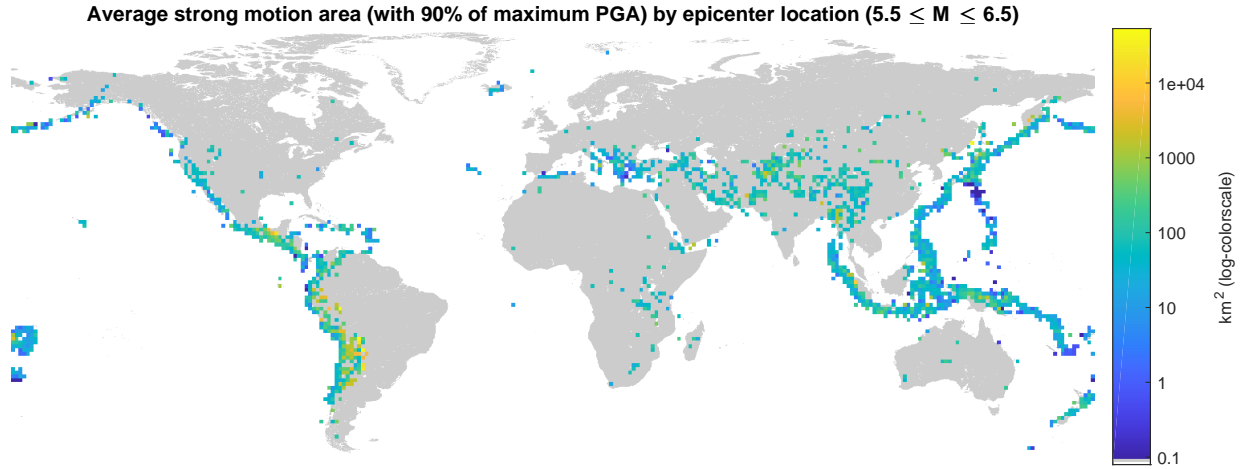 Average strong motion area (with 90% of maximum PGA) by epicenter location (5.5 ≤ M ≤ 6.5)
1e+04
1000
100
10
1
0.1
km² (log-colorscale)